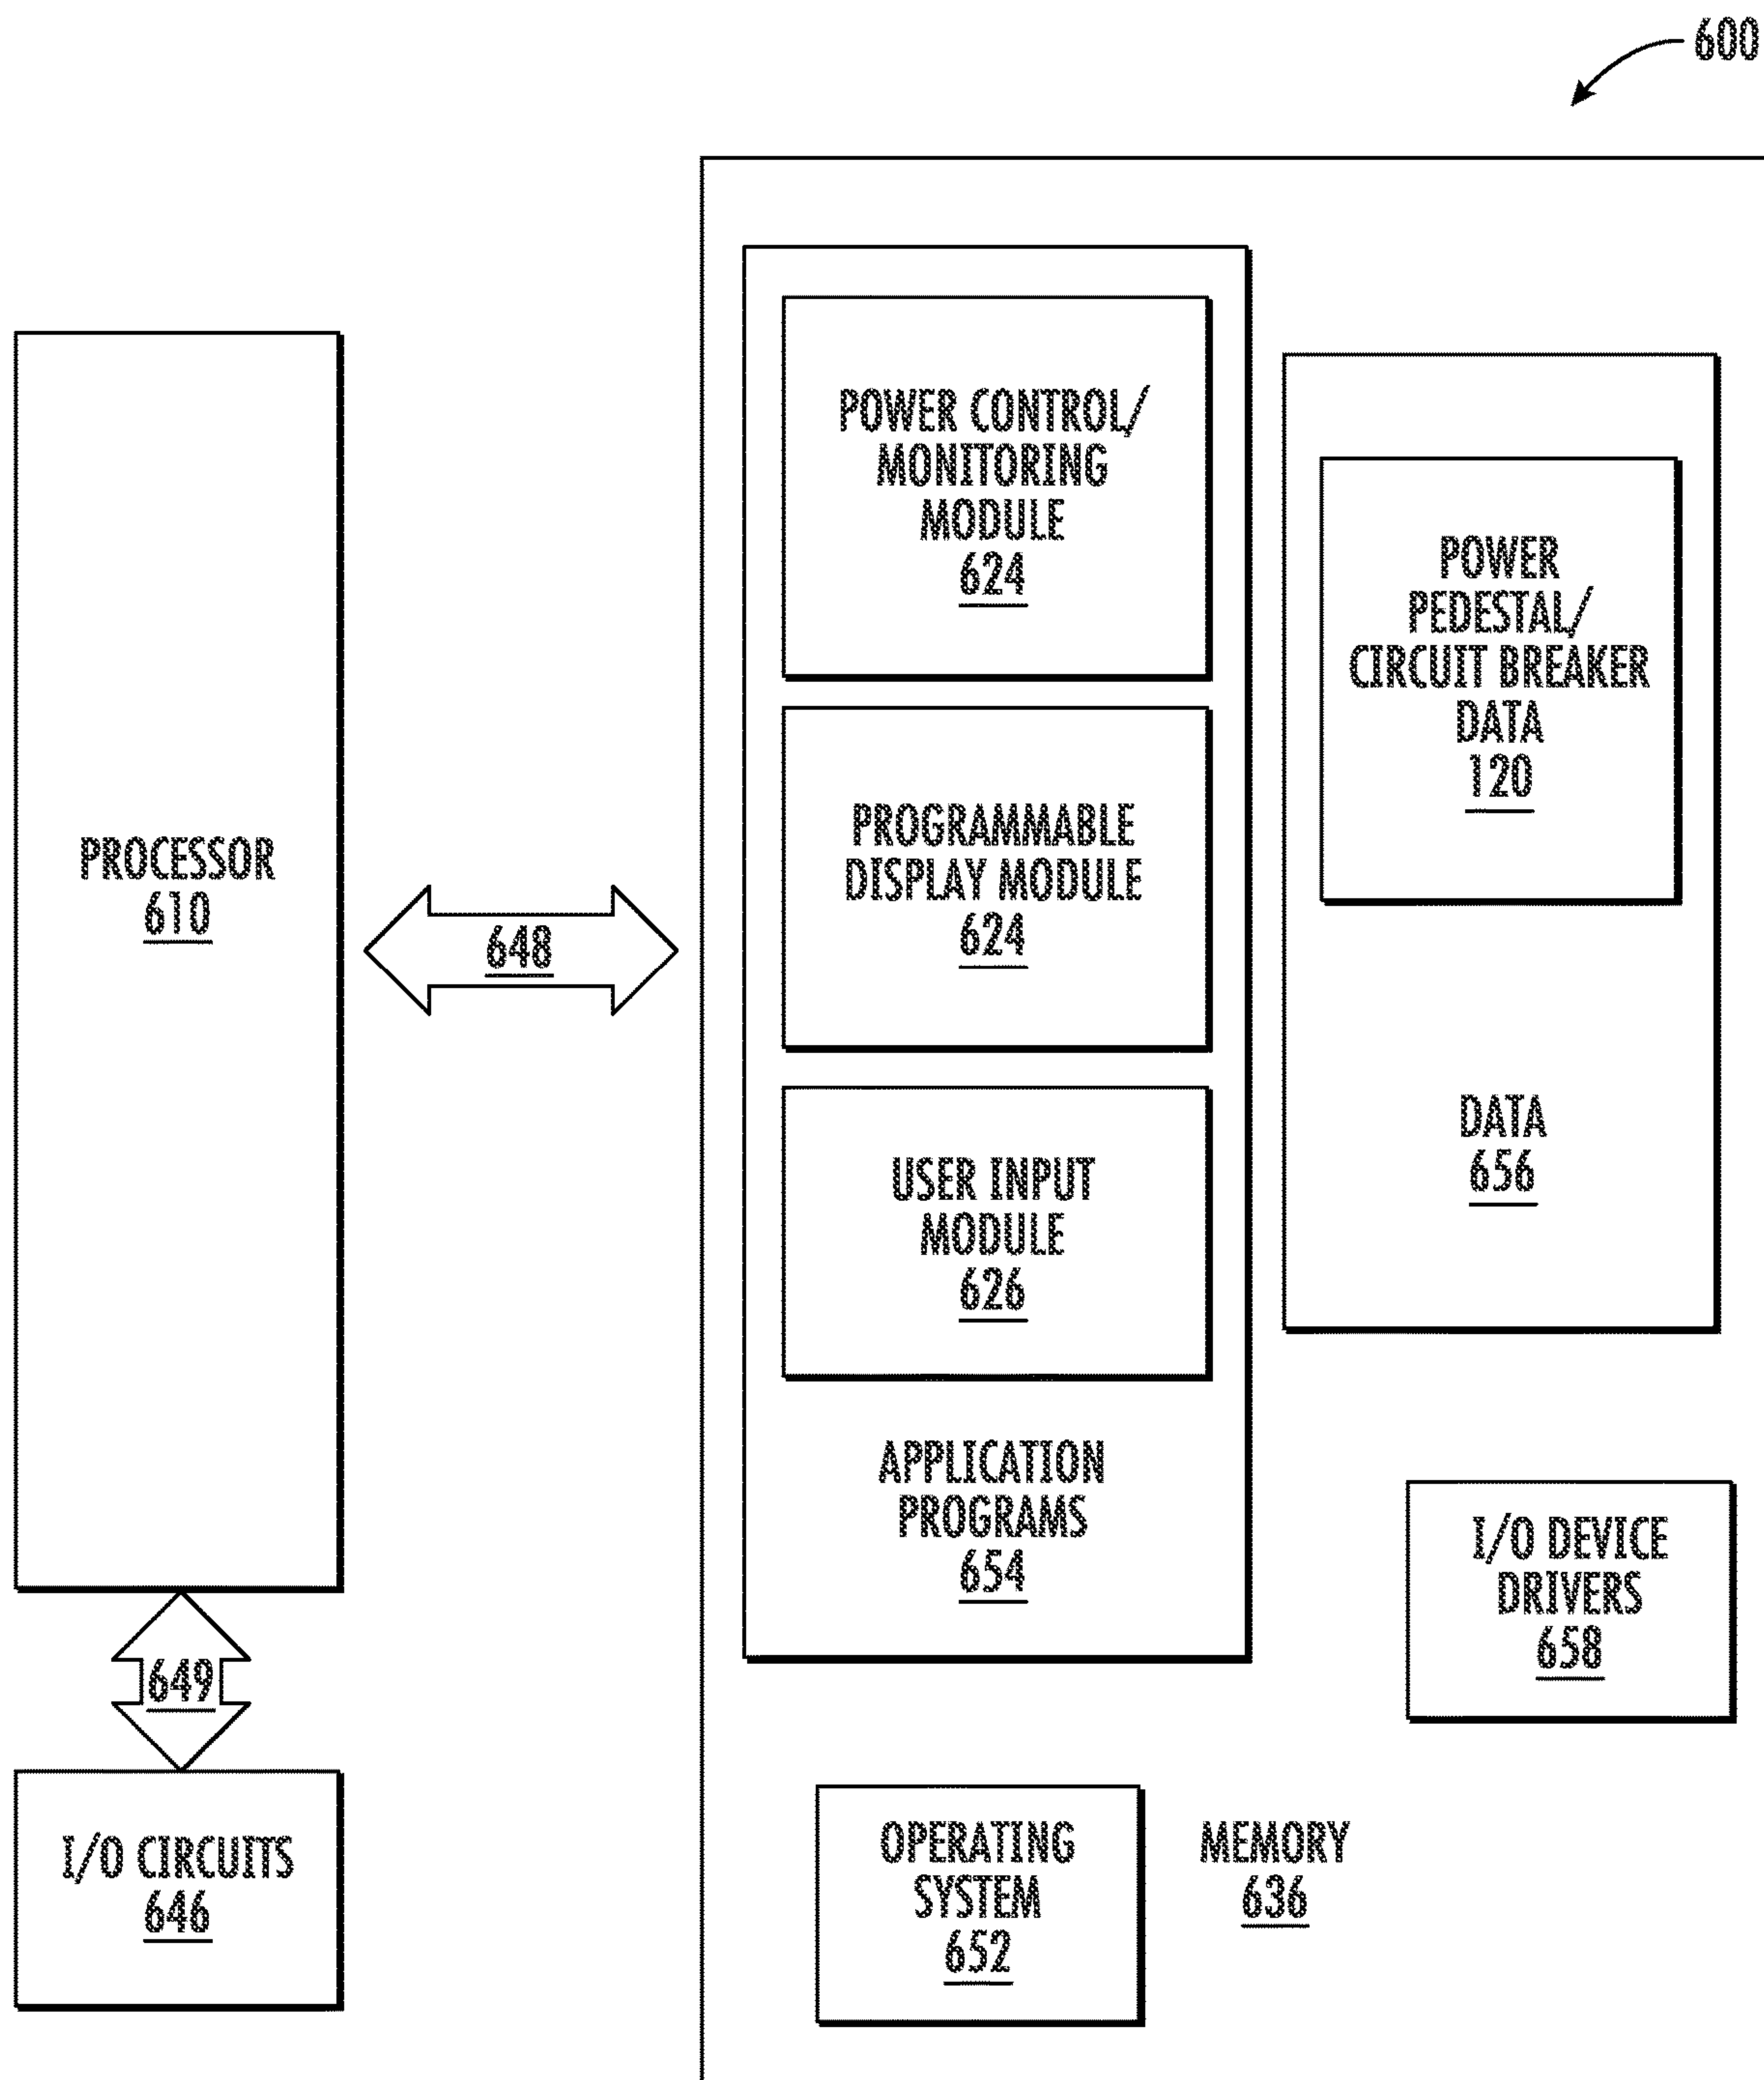 600
POWER CONTROL/
MONITORING
MODULE
624
POWER
PEDESTAL/
CIRCUIT BREAKER
DATA
120
PROCESSOR
610
648
PROGRAMMABLE
DISPLAY MODULE
624
DATA
656
USER INPUT
MODULE
626
APPLICATION
PROGRAMS
654
I/O DEVICE
DRIVERS
658
649
I/O CIRCUITS
646
OPERATING
SYSTEM
652
MEMORY
636